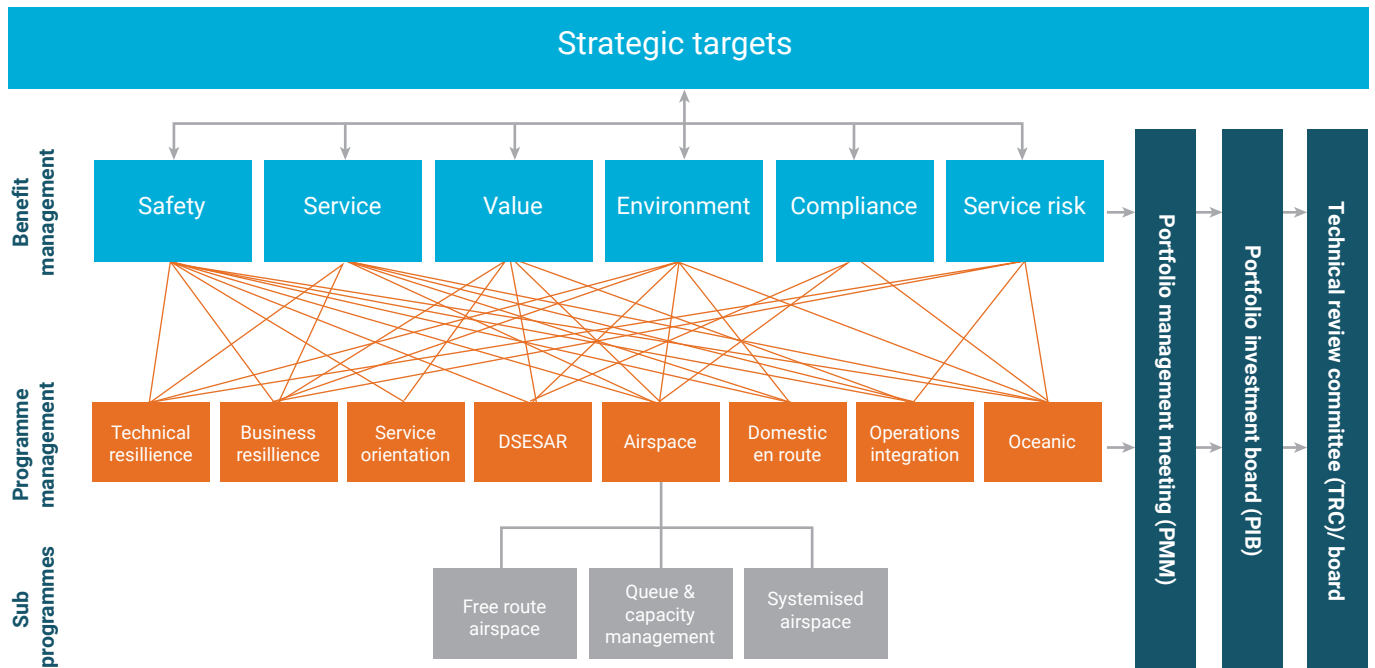 Strategic targets
Benefit
management
Safety
Service
Value
Environment
Compliance
Service risk
Programme
management
Technical
resillience
Business
resillience
Service
orientation
DSESAR
Airspace
Domestic
en route
Operations
integration
Oceanic
Sub
programmes
Free route
airspace
Queue &
capacity
management
Systemised
airspace
Portfolio management meeting (PMM)
Portfolio investment board (PIB)
Technical review committee (TRC)/ board